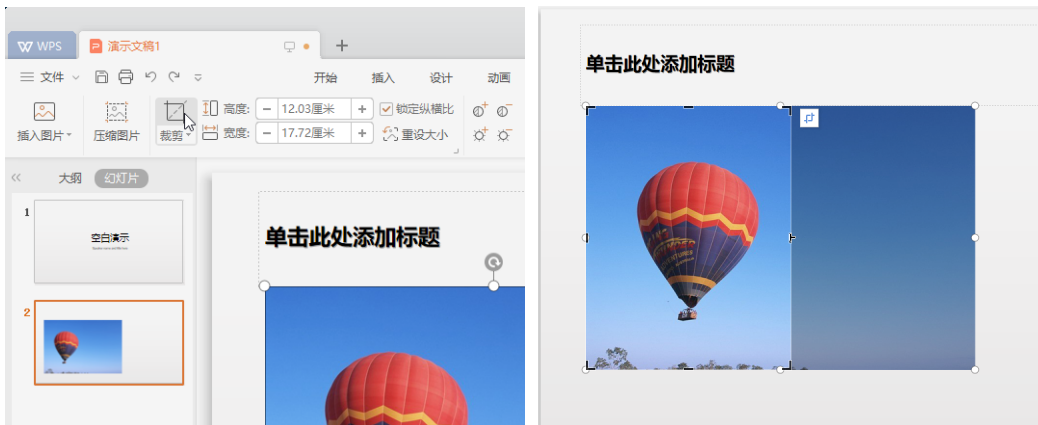 WPS 演示文稿1
文件
开始 插入 设计 动画
插入图片 压缩图片 裁剪
高度: 12.03厘米 锁定纵横比
宽度: 17.72厘米 重设大小
大纲 幻灯片
1
空白演示
2
单击此处添加标题
单击此处添加标题